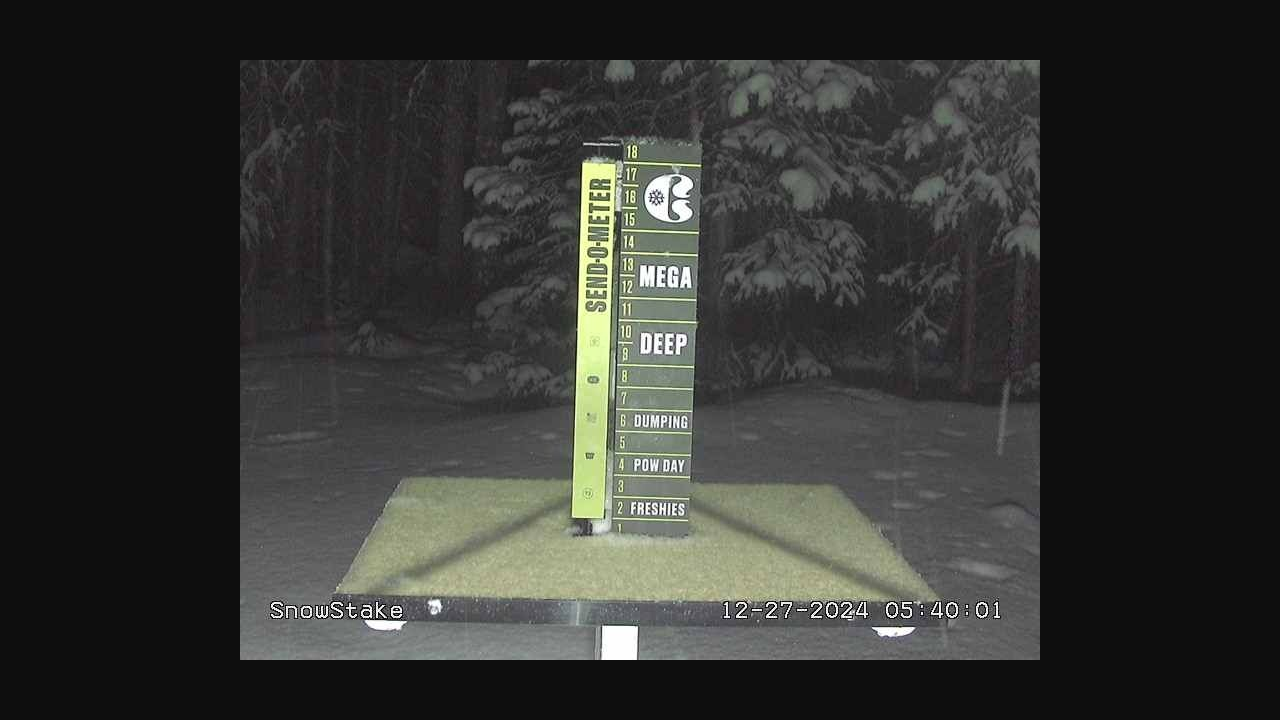 18
17
16
15
14
13
MEGA
12
11
10
DEEP
9
8
7
6 DUMPING
5
4 POW DAY
3
2 FRESHIES
1
SEND-O-METER
SnowStake
12-27-2024 05:40:01